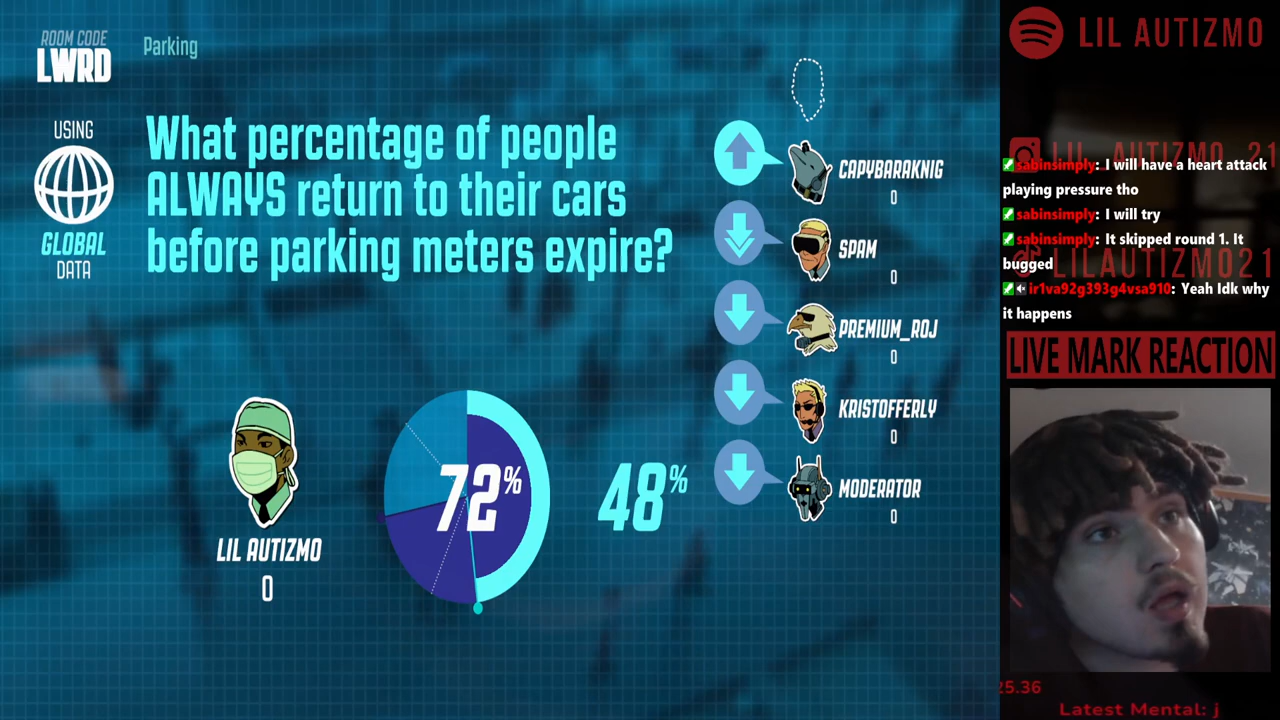 ROOM CODE
LWRD
Parking
USING
GLOBAL
DATA
What percentage of people
ALWAYS return to their cars
before parking meters expire?
CAPYBARAKNIG
0
SPAM
0
PREMIUM_ROJ
0
KRISTOFFERLY
0
MODERATOR
0
LIL AUTIZMO
0
72%
48%
LIL AUTIZMO
LIL AUTIZMO_21
LILAUTIZMO21
sabinsimply: I will have a heart attack
playing pressure tho
sabinsimply: I will try
sabinsimply: It skipped round 1. It
bugged
ir1va92g393g4vsa910: Yeah Idk why
it happens
LIVE MARK REACTION
25.36
Latest Mental: j